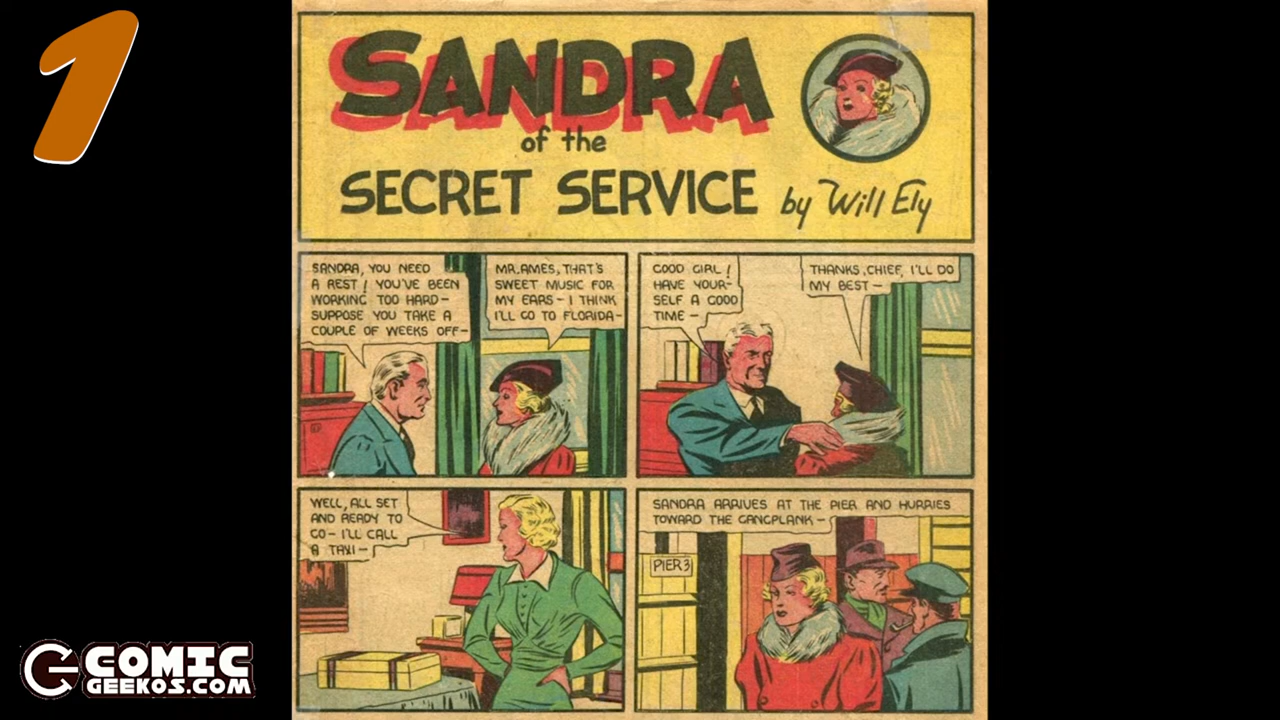 1
SANDRA
of the
SECRET SERVICE by Will Ely
SANDRA, YOU NEED
A REST! YOU'VE BEEN
WORKING TOO HARD-
SUPPOSE YOU TAKE A
COUPLE OF WEEKS OFF-
MR. AMES, THAT'S
SWEET MUSIC FOR
MY EARS - I THINK
I'LL GO TO FLORIDA-
GOOD GIRL!
HAVE YOUR-
SELF A GOOD
TIME -
THANKS, CHIEF, I'LL DO
MY BEST -
WELL, ALL SET
AND READY TO
GO - I'LL CALL
A TAXI -
SANDRA ARRIVES AT THE PIER AND HURRIES
TOWARD THE GANGPLANK -
PIER 3
COMIC
GEEKOS.COM